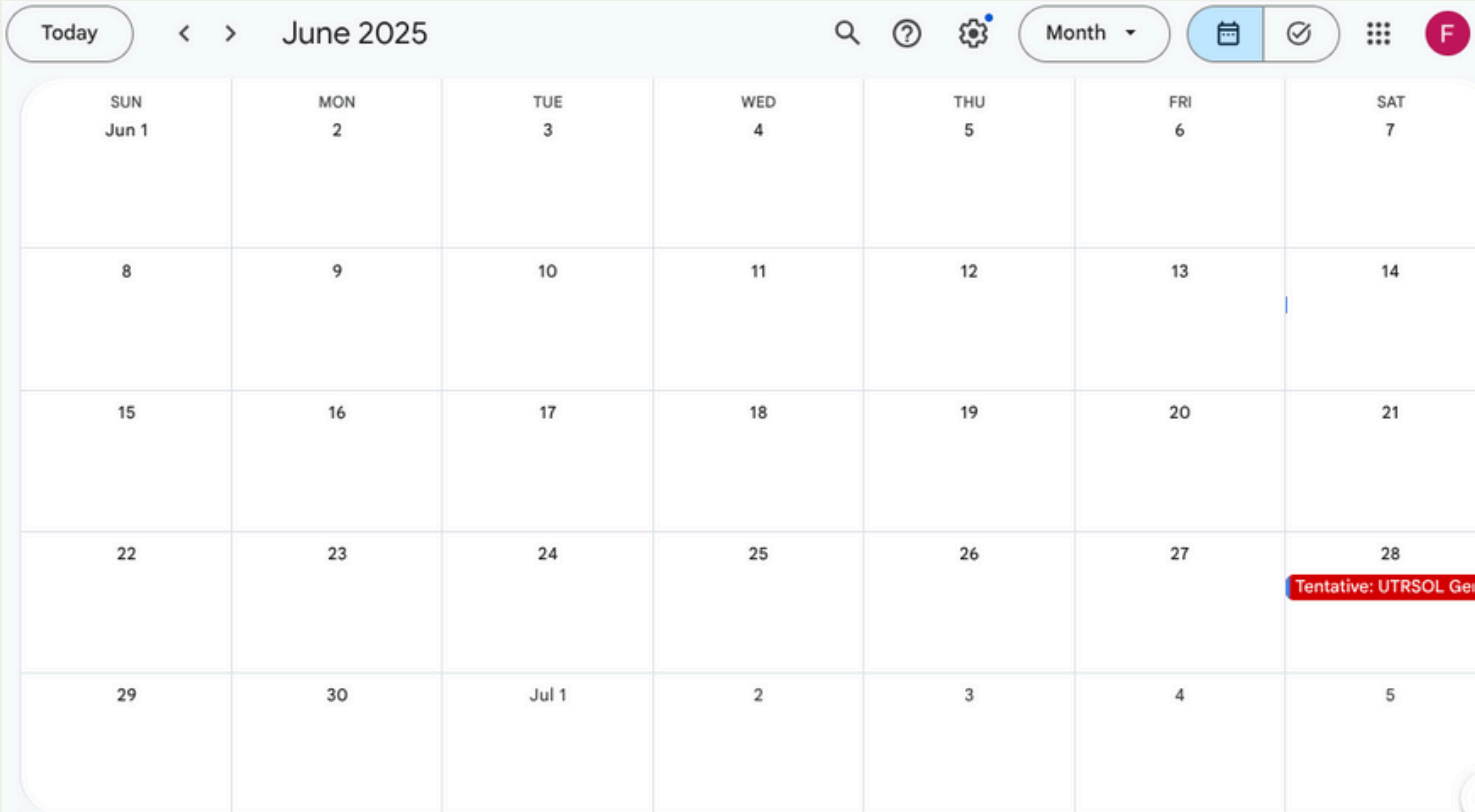 Today
June 2025
Month
F
SUN MON TUE WED THU FRI SAT
Jun 1 2 3 4 5 6 7
8 9 10 11 12 13 14
15 16 17 18 19 20 21
22 23 24 25 26 27 28
Tentative: UTRSOL
29 30 Jul 1 2 3 4 5